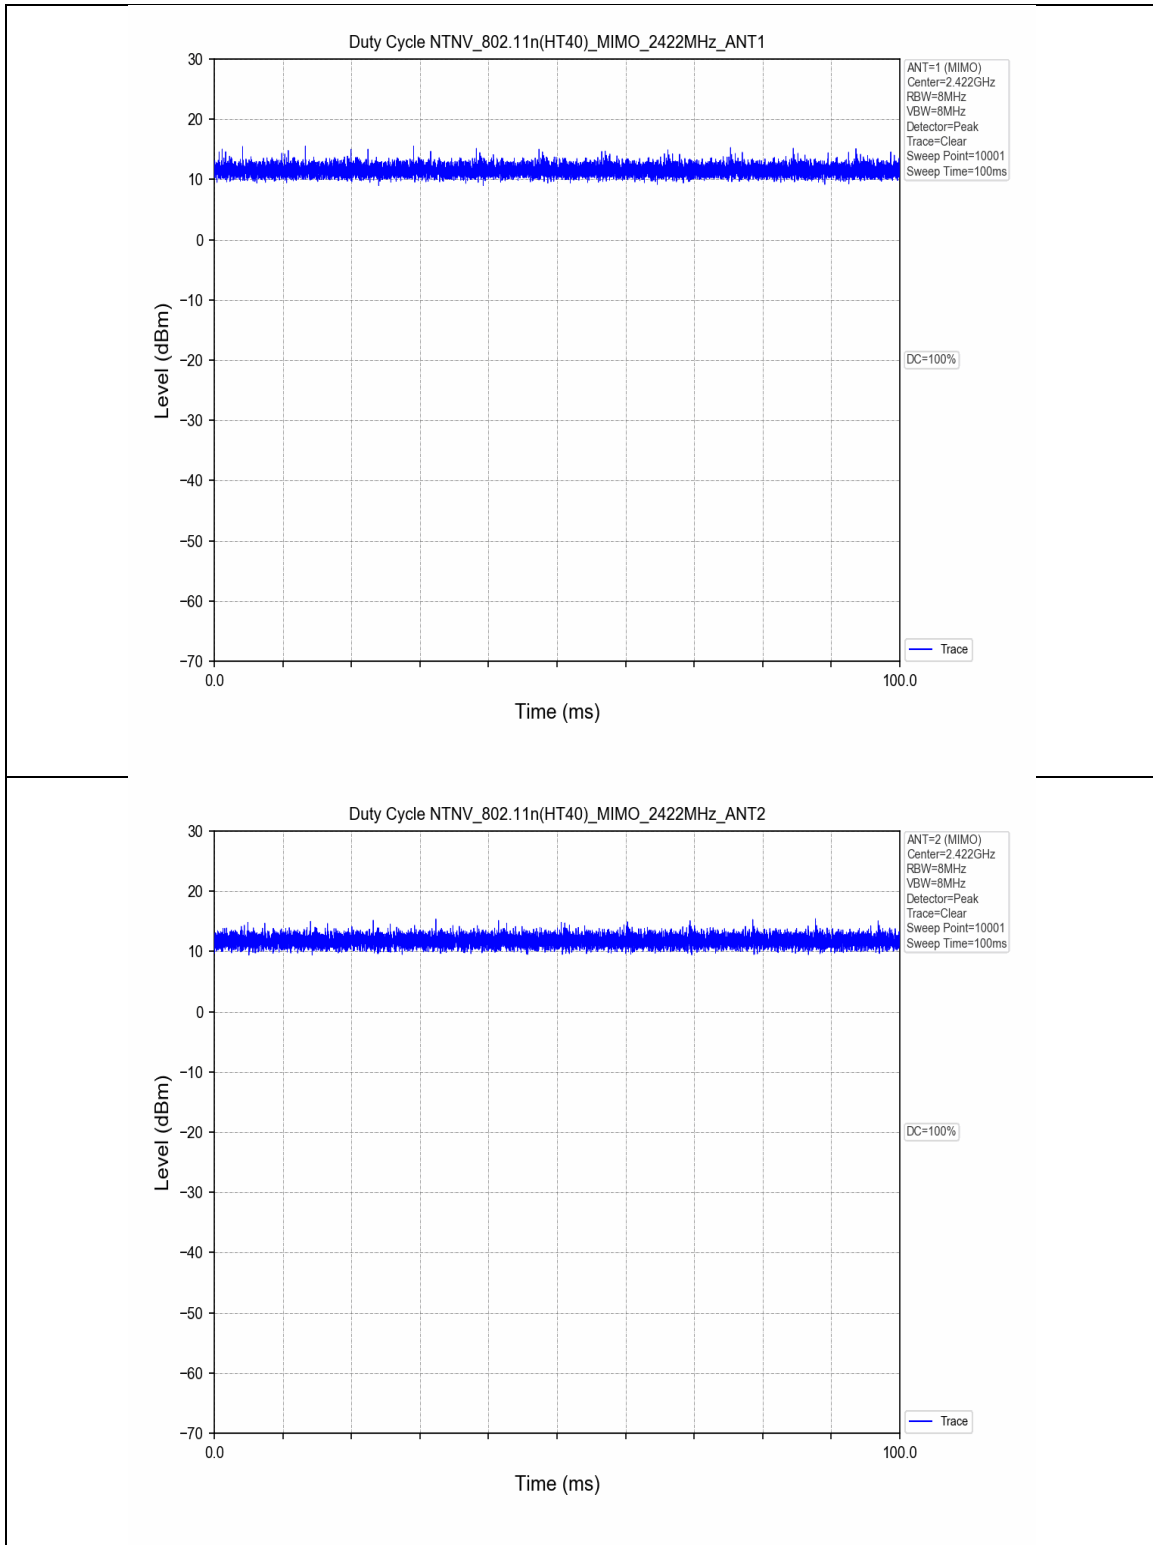 Duty Cycle NTNV_802.11n(HT40)_MIMO_2422MHz_ANT1
30
20
10
0
−10
−20
−30
−40
−50
−60
−70
Level (dBm)
0.0
100.0
Time (ms)
ANT=1 (MIMO)
Center=2.422GHz
RBW=8MHz
VBW=8MHz
Detector=Peak
Trace=Clear
Sweep Point=10001
Sweep Time=100ms
DC=100%
Trace
Duty Cycle NTNV_802.11n(HT40)_MIMO_2422MHz_ANT2
30
20
10
0
−10
−20
−30
−40
−50
−60
−70
Level (dBm)
0.0
100.0
Time (ms)
ANT=2 (MIMO)
Center=2.422GHz
RBW=8MHz
VBW=8MHz
Detector=Peak
Trace=Clear
Sweep Point=10001
Sweep Time=100ms
DC=100%
Trace